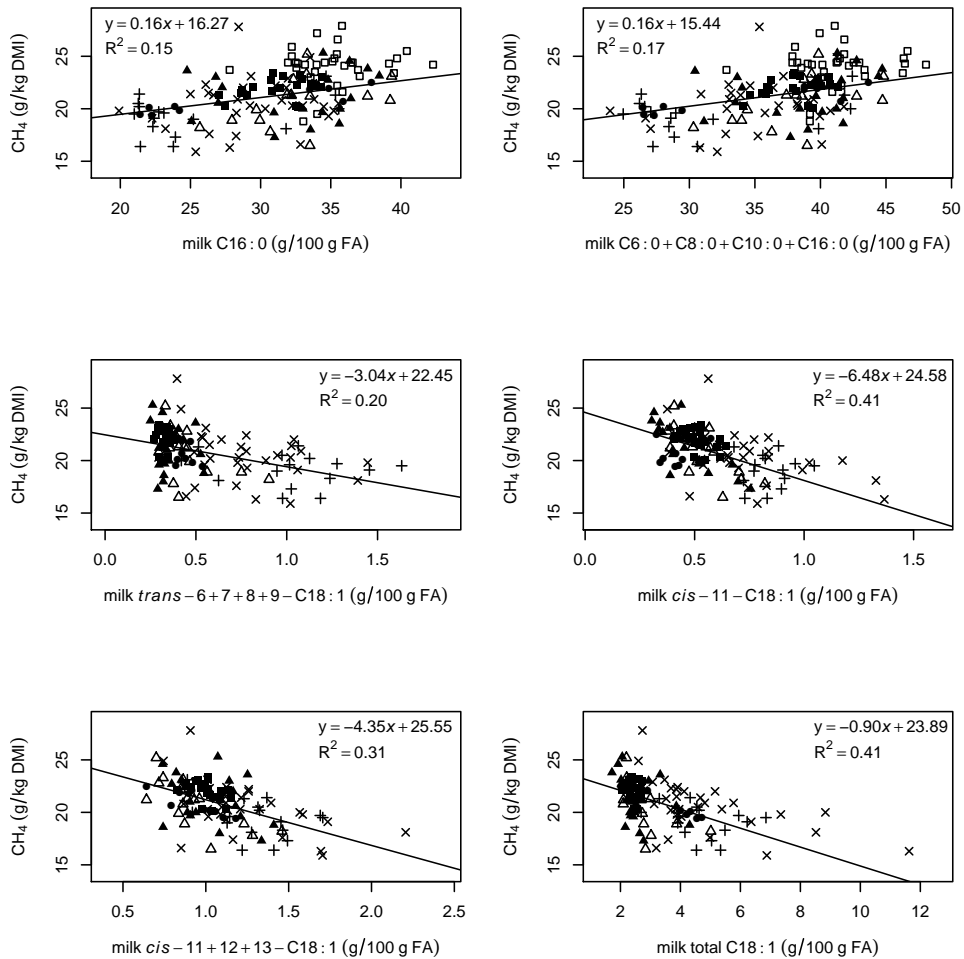 y = 0.16x + 16.27
R² = 0.15
CH₄ (g/kg DMI)
25
20
15
20 25 30 35 40
milk C16 : 0 (g/100 g FA)
y = 0.16x + 15.44
R² = 0.17
CH₄ (g/kg DMI)
25
20
15
25 30 35 40 45 50
milk C6 : 0 + C8 : 0 + C10 : 0 + C16 : 0 (g/100 g FA)
y = −3.04x + 22.45
R² = 0.20
CH₄ (g/kg DMI)
25
20
15
0.0 0.5 1.0 1.5
milk trans − 6 + 7 + 8 + 9 − C18 : 1 (g/100 g FA)
y = −6.48x + 24.58
R² = 0.41
CH₄ (g/kg DMI)
25
20
15
0.0 0.5 1.0 1.5
milk cis − 11 − C18 : 1 (g/100 g FA)
y = −4.35x + 25.55
R² = 0.31
CH₄ (g/kg DMI)
25
20
15
0.5 1.0 1.5 2.0 2.5
milk cis − 11 + 12 + 13 − C18 : 1 (g/100 g FA)
y = −0.90x + 23.89
R² = 0.41
CH₄ (g/kg DMI)
25
20
15
2 4 6 8 10 12
milk total C18 : 1 (g/100 g FA)